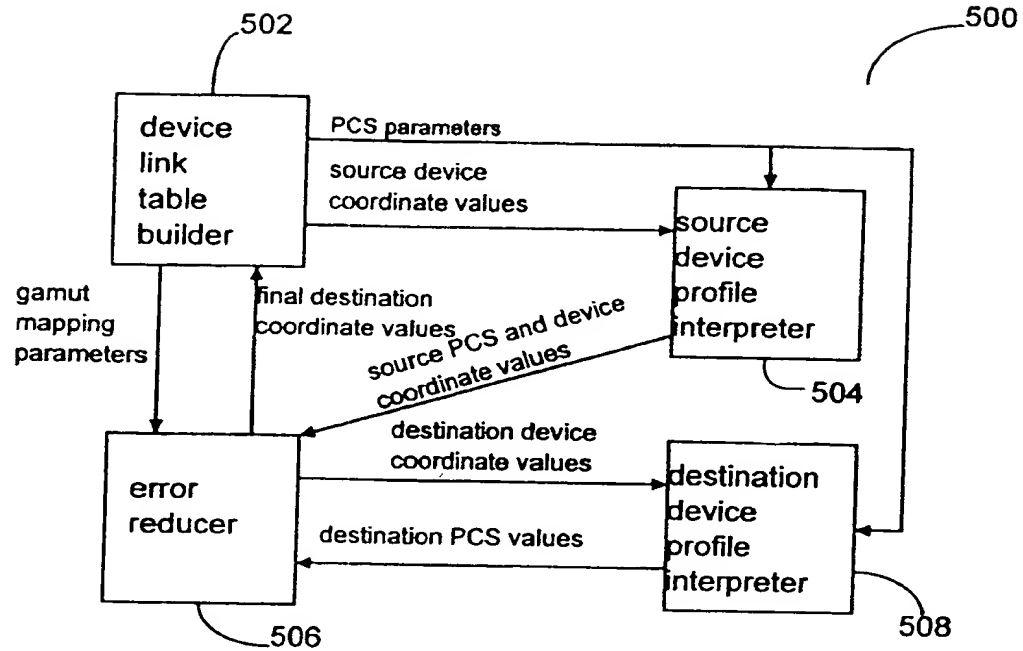 502
500
device
link
table
builder
PCS parameters
source device
coordinate values
source
device
profile
interpreter
504
gamut
mapping
parameters
final destination
coordinate values
source PCS and device
coordinate values
error
reducer
506
destination device
coordinate values
destination PCS values
destination
device
profile
interpreter
508